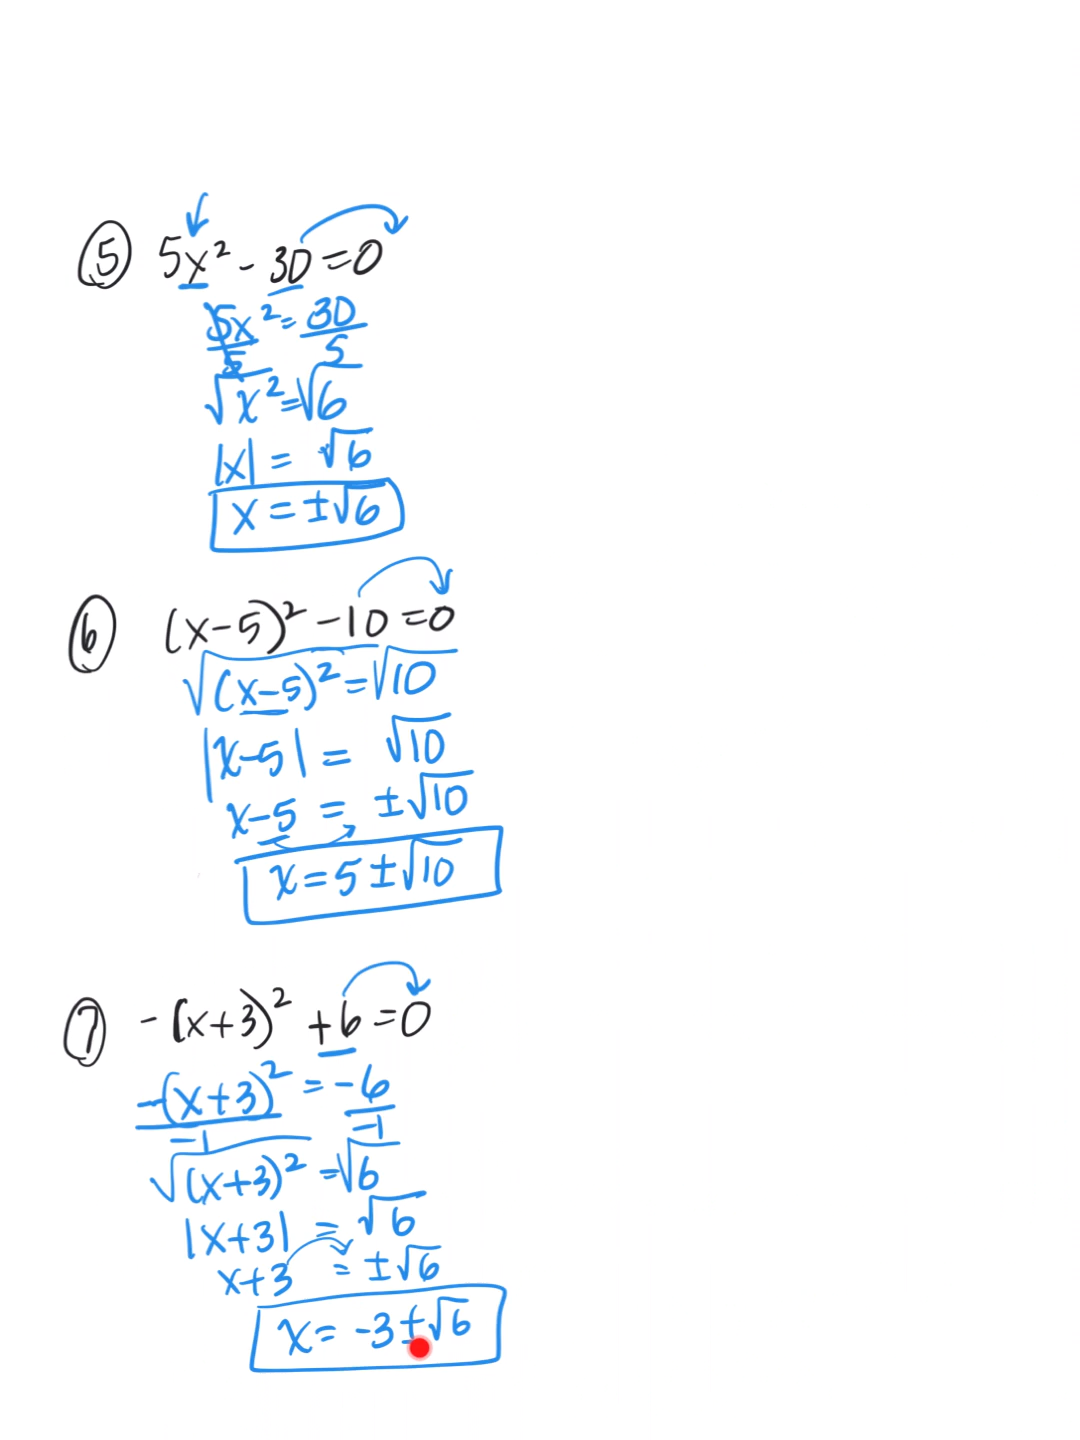 ⑤ 5x² - 30 = 0
5x²/5 = 30/5
√x² = √6
|x| = √6
x = ±√6
⑥ (x-5)² - 10 = 0
√(x-5)² = √10
|x-5| = √10
x-5 = ±√10
x = 5 ± √10
⑦ -(x+3)² + 6 = 0
-(x+3)²/-1 = -6/-1
√(x+3)² = √6
|x+3| = √6
x+3 = ±√6
x = -3 ± √6